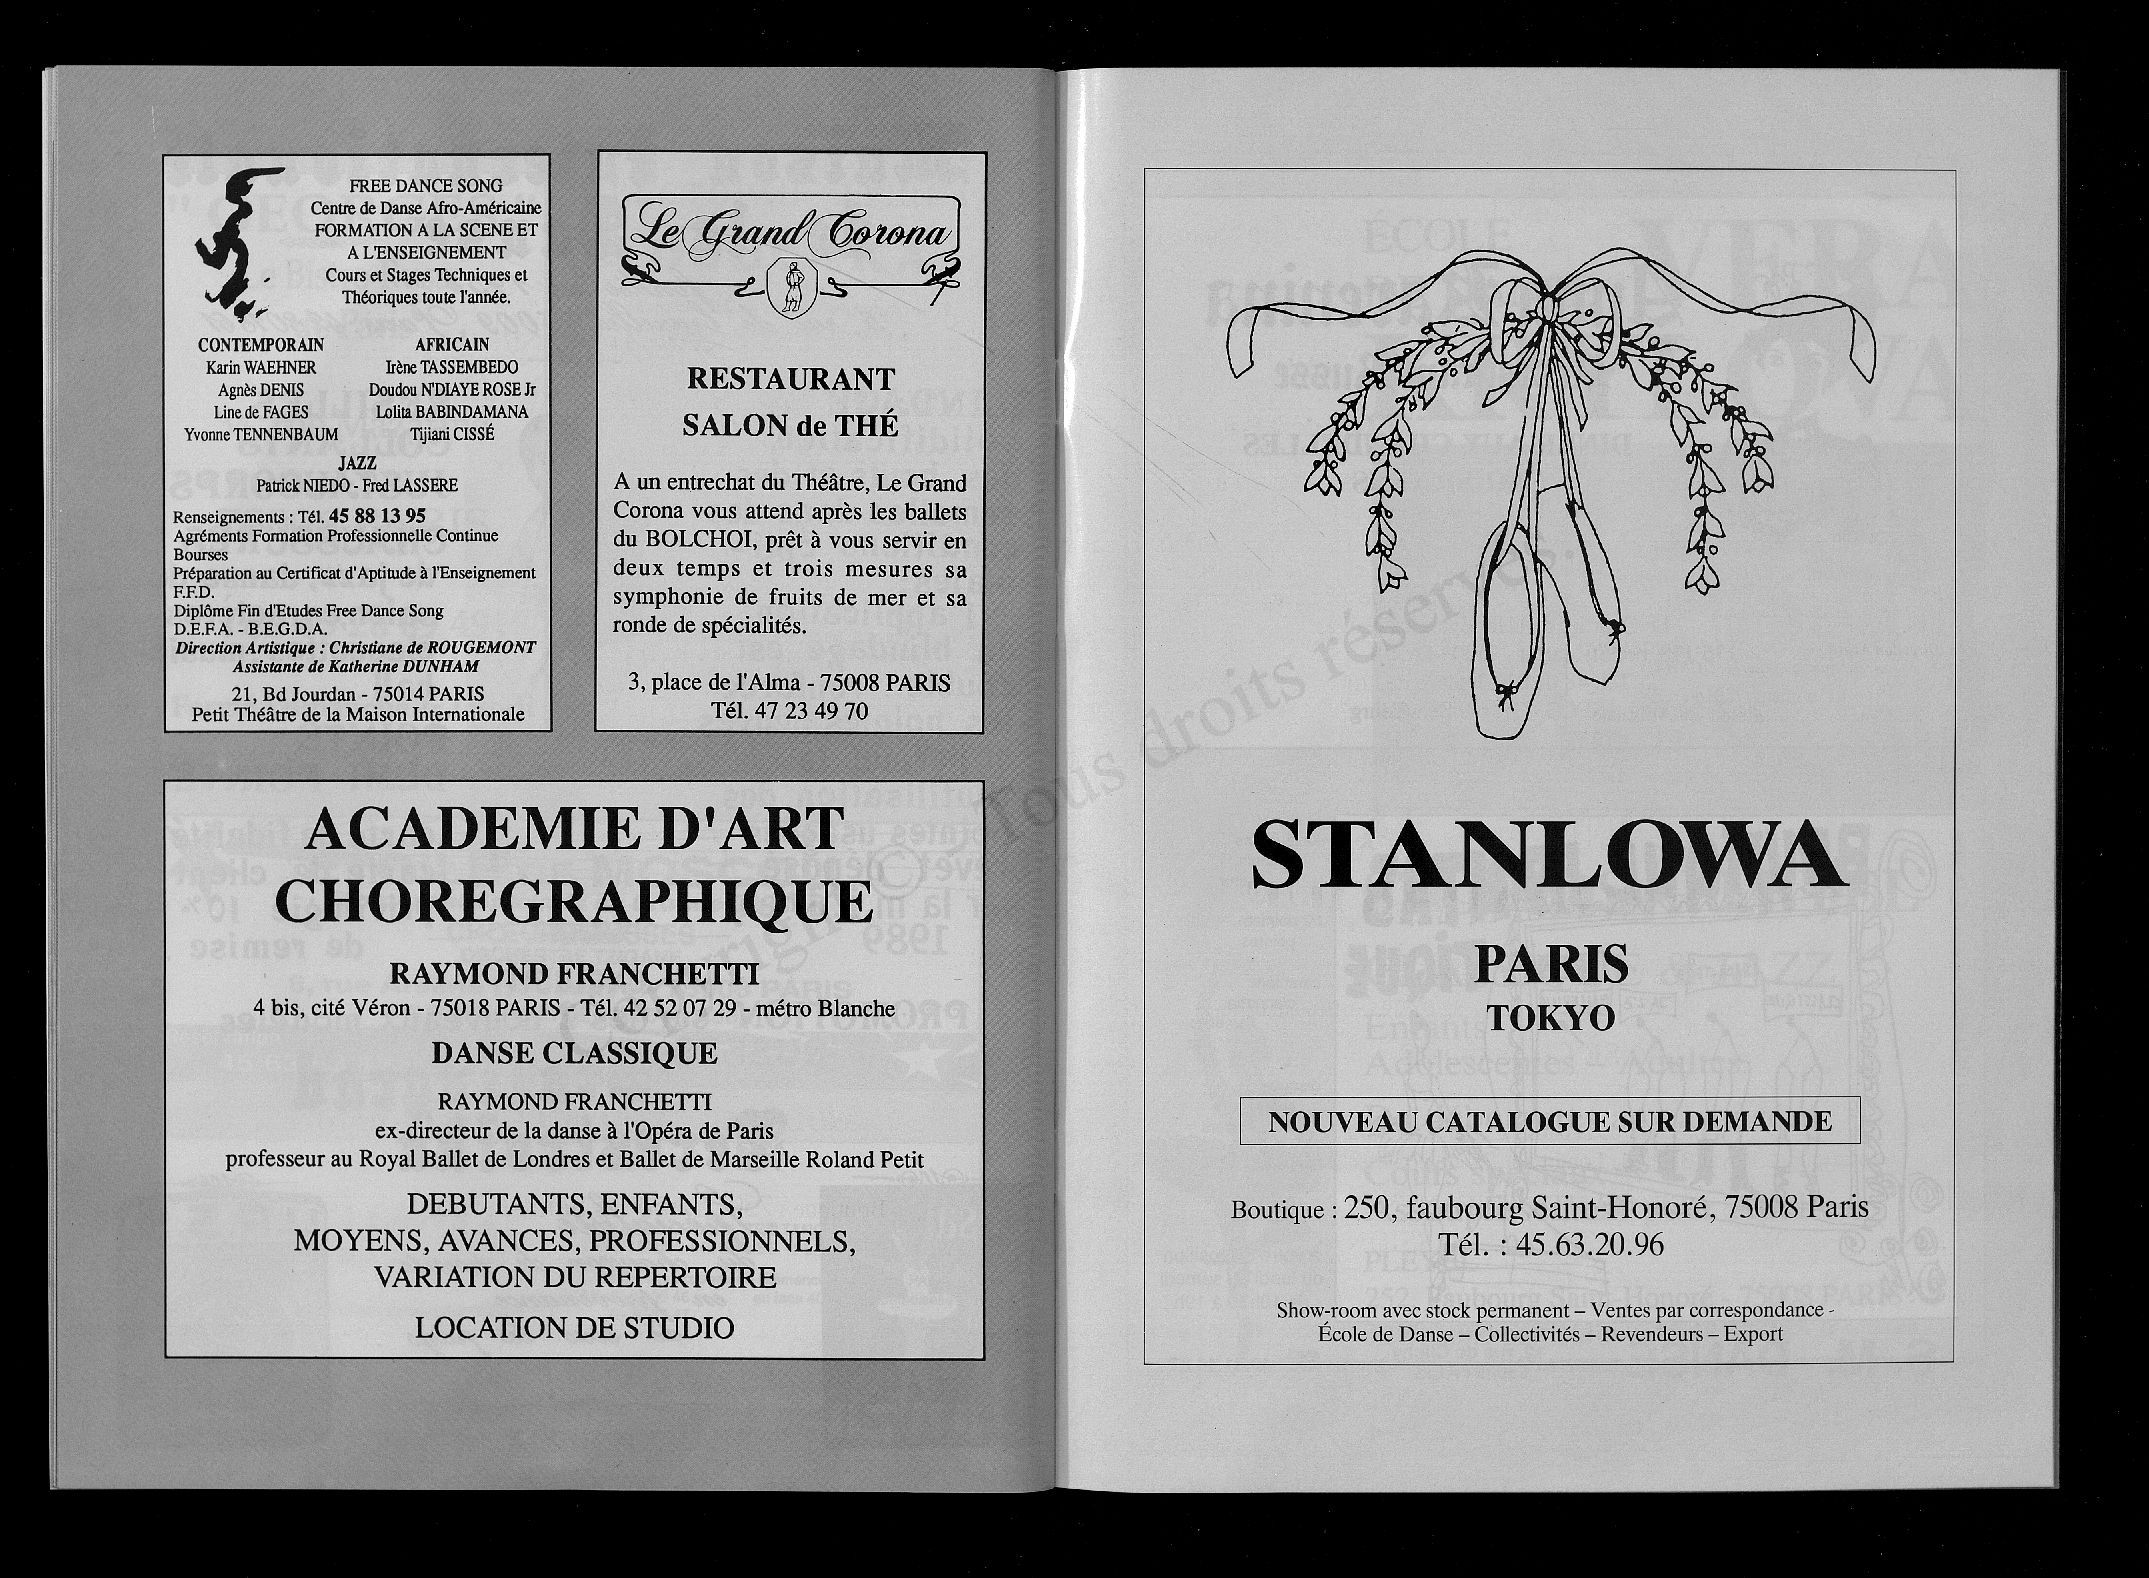 FREE DANCE SONG
Centre de Danse Afro-Américaine
FORMATION A LA SCENE ET
A L'ENSEIGNEMENT
Cours et Stages Techniques et
Théoriques toute l'année.
CONTEMPORAIN
Karin WAEHNER
Agnès DENIS
Line de FAGES
Yvonne TENNENBAUM
AFRICAIN
Irène TASSEMBEDO
Doudou N'DIAYE ROSE Jr
Lolita BABINDAMANA
Tijiani CISSÉ
JAZZ
Patrick NIEDO - Fred LASSERE
Renseignements : Tél. 45 88 13 95
Agréments Formation Professionnelle Continue
Bourses
Préparation au Certificat d'Aptitude à l'Enseignement
F.F.D.
Diplôme Fin d'Etudes Free Dance Song
D.E.F.A. - B.E.G.D.A.
Direction Artistique : Christiane de ROUGEMONT
Assistante de Katherine DUNHAM
21, Bd Jourdan - 75014 PARIS
Petit Théâtre de la Maison Internationale
Le Grand Corona
RESTAURANT
SALON de THÉ
A un entrechat du Théâtre, Le Grand
Corona vous attend après les ballets
du BOLCHOI, prêt à vous servir en
deux temps et trois mesures sa
symphonie de fruits de mer et sa
ronde de spécialités.
3, place de l'Alma - 75008 PARIS
Tél. 47 23 49 70
ACADEMIE D'ART
CHOREGRAPHIQUE
RAYMOND FRANCHETTI
4 bis, cité Véron - 75018 PARIS - Tél. 42 52 07 29 - métro Blanche
DANSE CLASSIQUE
RAYMOND FRANCHETTI
ex-directeur de la danse à l'Opéra de Paris
professeur au Royal Ballet de Londres et Ballet de Marseille Roland Petit
DEBUTANTS, ENFANTS,
MOYENS, AVANCES, PROFESSIONNELS,
VARIATION DU REPERTOIRE
LOCATION DE STUDIO
STANLOWA
PARIS
TOKYO
NOUVEAU CATALOGUE SUR DEMANDE
Boutique : 250, faubourg Saint-Honoré, 75008 Paris
Tél. : 45.63.20.96
Show-room avec stock permanent – Ventes par correspondance -
École de Danse – Collectivités – Revendeurs – Export
Copyright © Tous droits réservés.